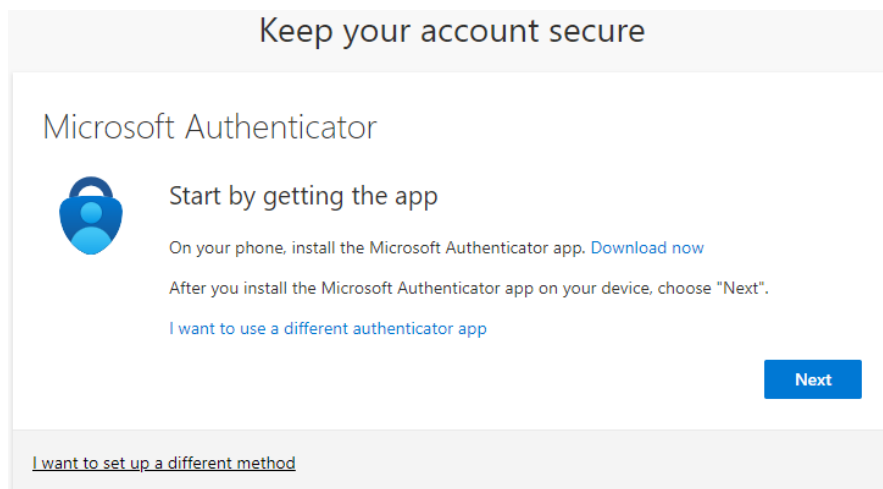 Keep your account secure
Microsoft Authenticator
Start by getting the app
On your phone, install the Microsoft Authenticator app. Download now
After you install the Microsoft Authenticator app on your device, choose "Next".
I want to use a different authenticator app
Next
I want to set up a different method